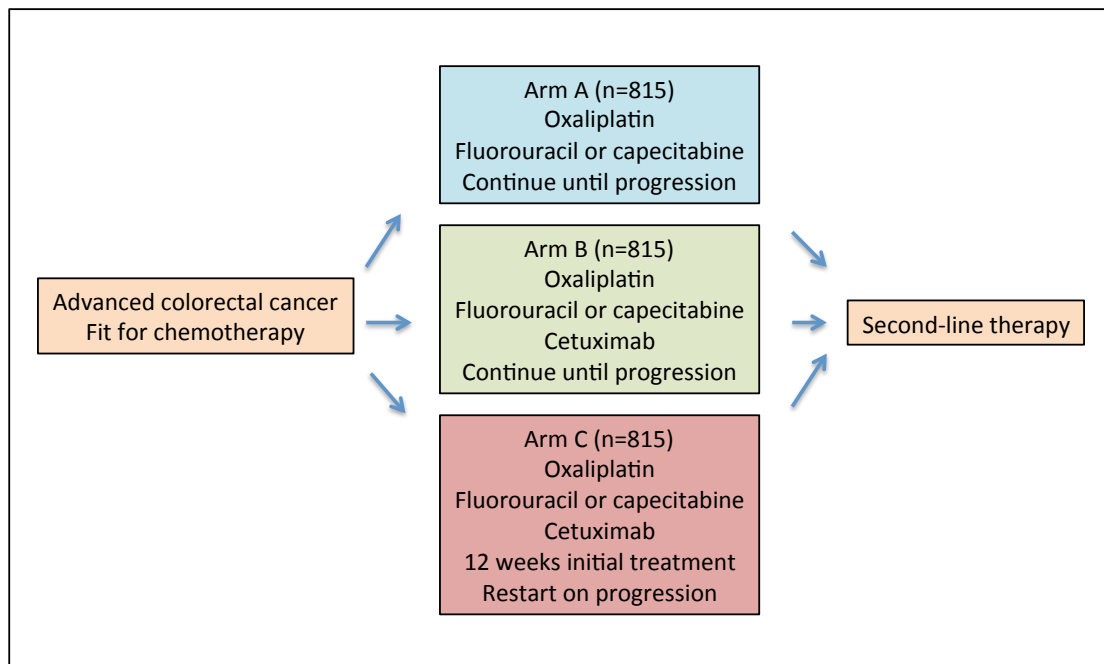 Advanced colorectal cancer
Fit for chemotherapy
Arm A (n=815)
Oxaliplatin
Fluorouracil or capecitabine
Continue until progression
Arm B (n=815)
Oxaliplatin
Fluorouracil or capecitabine
Cetuximab
Continue until progression
Arm C (n=815)
Oxaliplatin
Fluorouracil or capecitabine
Cetuximab
12 weeks initial treatment
Restart on progression
Second-line therapy